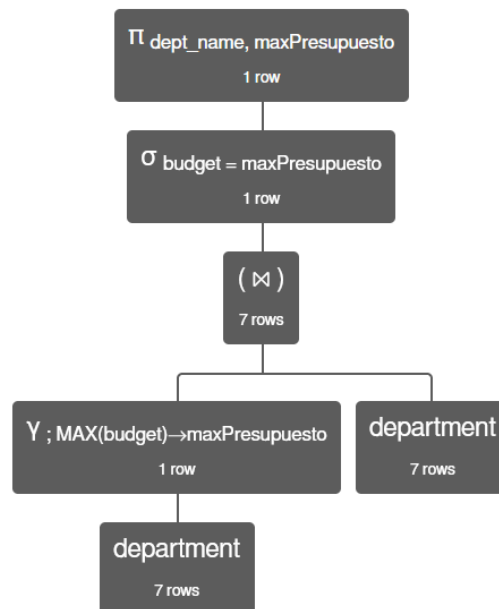 π dept_name, maxPresupuesto
1 row
σ budget = maxPresupuesto
1 row
( ⋈ )
7 rows
γ ; MAX(budget)→maxPresupuesto
1 row
department
7 rows
department
7 rows